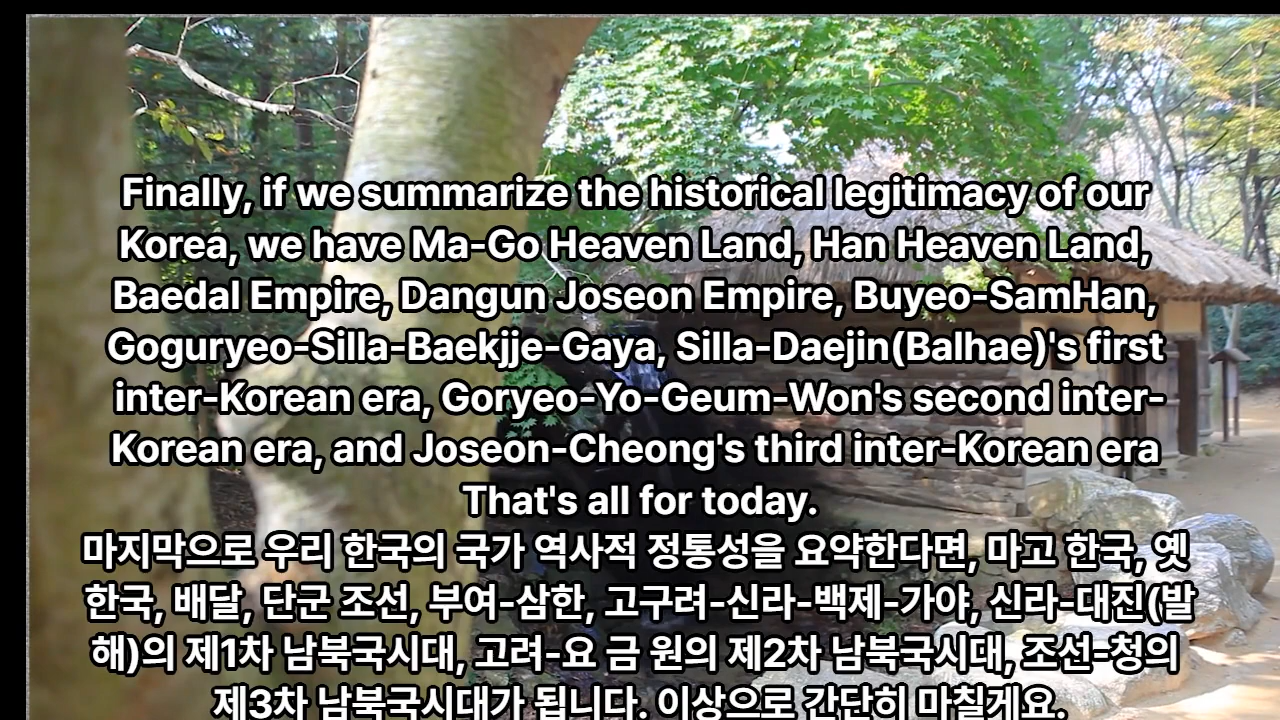 Finally, if we summarize the historical legitimacy of our
Korea, we have Ma-Go Heaven Land, Han Heaven Land,
Baedal Empire, Dangun Joseon Empire, Buyeo-SamHan,
Goguryeo-Silla-Baekjje-Gaya, Silla-Daejin(Balhae)'s first
inter-Korean era, Goryeo-Yo-Geum-Won's second inter-
Korean era, and Joseon-Cheong's third inter-Korean era
That's all for today.
마지막으로 우리 한국의 국가 역사적 정통성을 요약한다면, 마고 한국, 옛
한국, 배달, 단군 조선, 부여-삼한, 고구려-신라-백제-가야, 신라-대진(발
해)의 제1차 남북국시대, 고려-요 금 원의 제2차 남북국시대, 조선-청의
제3차 남북국시대가 됩니다. 이상으로 간단히 마칠게요.